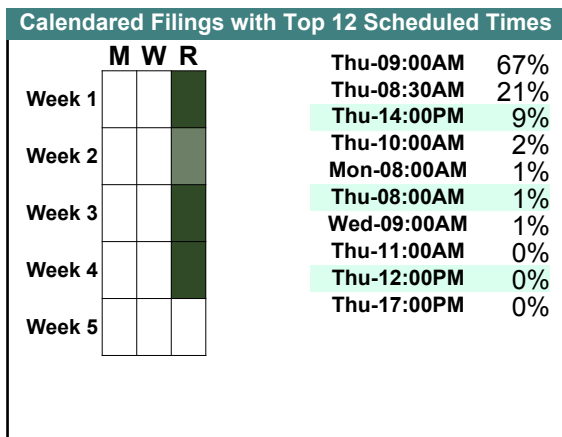 Calendared Filings with Top 12 Scheduled Times
M W R
Week 1
Week 2
Week 3
Week 4
Week 5
Thu-09:00AM 67%
Thu-08:30AM 21%
Thu-14:00PM 9%
Thu-10:00AM 2%
Mon-08:00AM 1%
Thu-08:00AM 1%
Wed-09:00AM 1%
Thu-11:00AM 0%
Thu-12:00PM 0%
Thu-17:00PM 0%